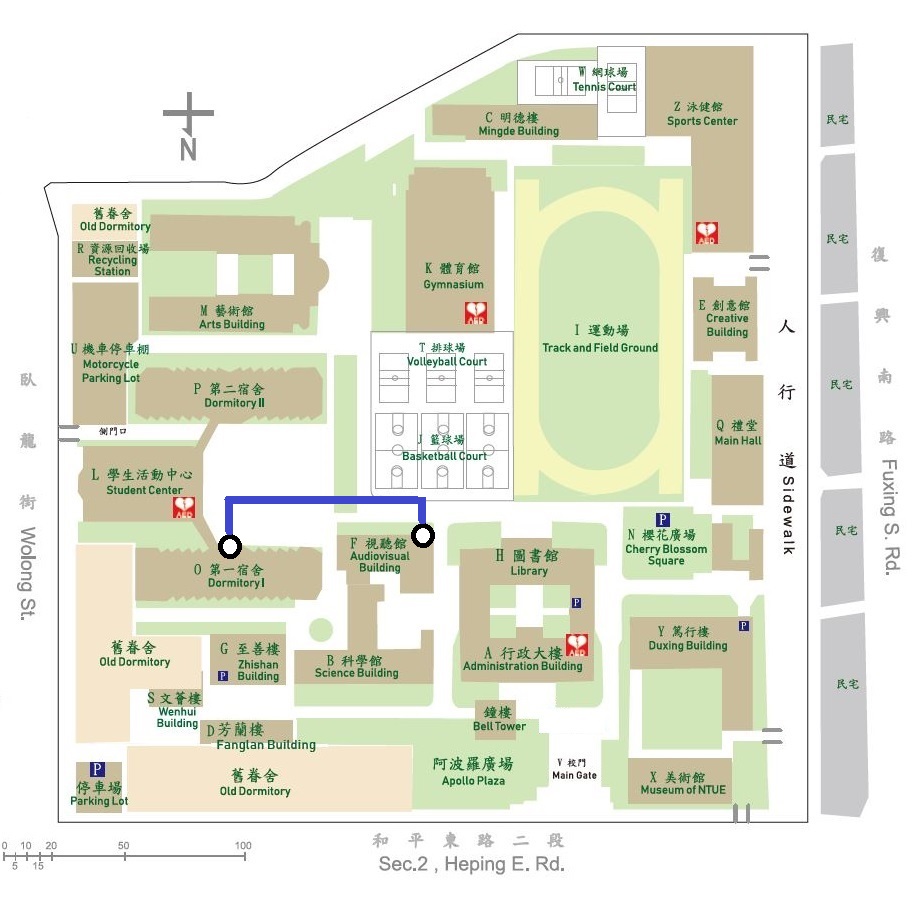 W 網球場
Tennis Court
C 明德樓
Mingde Building
Z 泳健館
Sports Center
民宅
N
舊眷舍
Old Dormitory
R 資源回收場
Recycling
Station
M 藝術館
Arts Building
K 體育館
Gymnasium
AED
AED
民宅
復
興
南
路
Fuxing S. Rd.
E 創意館
Creative
Building
I 運動場
Track and Field Ground
人
行
道
Sidewalk
U 機車停車棚
Motorcycle
Parking Lot
T 排球場
Volleyball Court
P 第二宿舍
Dormitory II
民宅
臥
龍
街
Wolong St.
側門口
J 籃球場
Basketball Court
Q 禮堂
Main Hall
L 學生活動中心
Student Center
AED
民宅
P
N 櫻花廣場
Cherry Blossom
Square
F 視聽館
Audiovisual
Building
H 圖書館
Library
O 第一宿舍
Dormitory I
P
A 行政大樓
Administration Building
AED
P
Y 篤行樓
Duxing Building
舊眷舍
Old Dormitory
G 至善樓
Zhishan
Building
P
B 科學館
Science Building
民宅
S 文薈樓
Wenhui
Building
D 芳蘭樓
Fanglan Building
鐘樓
Bell Tower
P
停車場
Parking Lot
舊眷舍
Old Dormitory
阿波羅廣場
Apollo Plaza
V 校門
Main Gate
X 美術館
Museum of NTUE
和平東路二段
Sec.2 , Heping E. Rd.
0 10 20 50 100
5 15